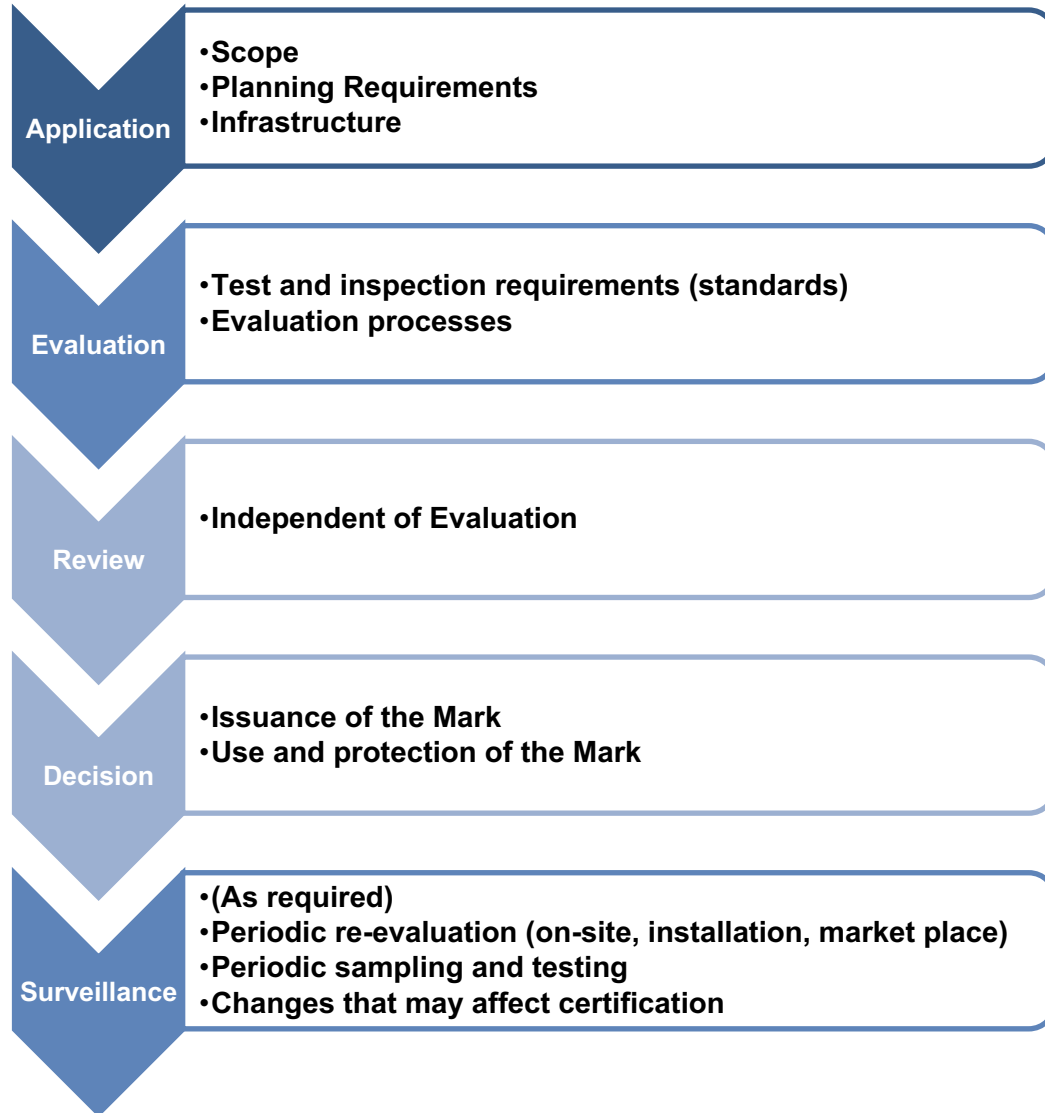 Application
•Scope
•Planning Requirements
•Infrastructure
Evaluation
•Test and inspection requirements (standards)
•Evaluation processes
Review
•Independent of Evaluation
Decision
•Issuance of the Mark
•Use and protection of the Mark
Surveillance
•(As required)
•Periodic re-evaluation (on-site, installation, market place)
•Periodic sampling and testing
•Changes that may affect certification